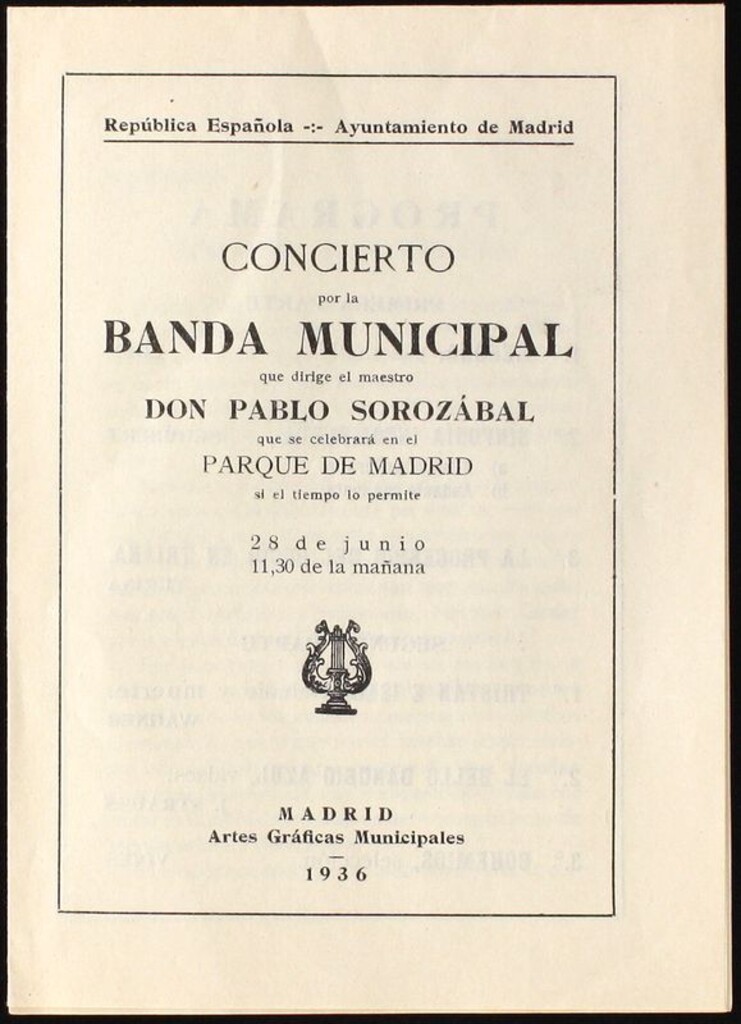 República Española -:- Ayuntamiento de Madrid
CONCIERTO
por la
BANDA MUNICIPAL
que dirige el maestro
DON PABLO SOROZÁBAL
que se celebrará en el
PARQUE DE MADRID
si el tiempo lo permite
28 de junio
11,30 de la mañana
MADRID
Artes Gráficas Municipales
1936